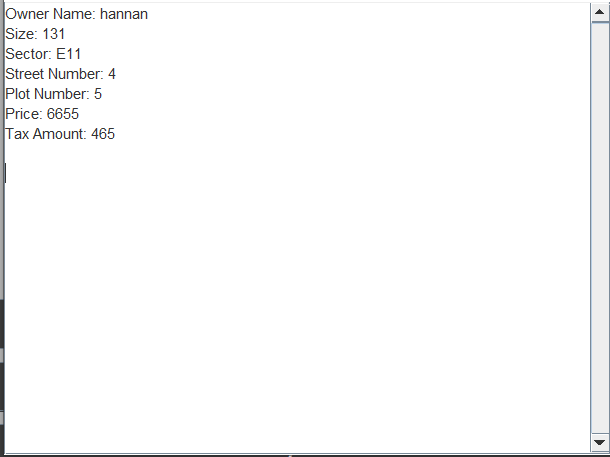 Owner Name: hannan
Size: 131
Sector: E11
Street Number: 4
Plot Number: 5
Price: 6655
Tax Amount: 465